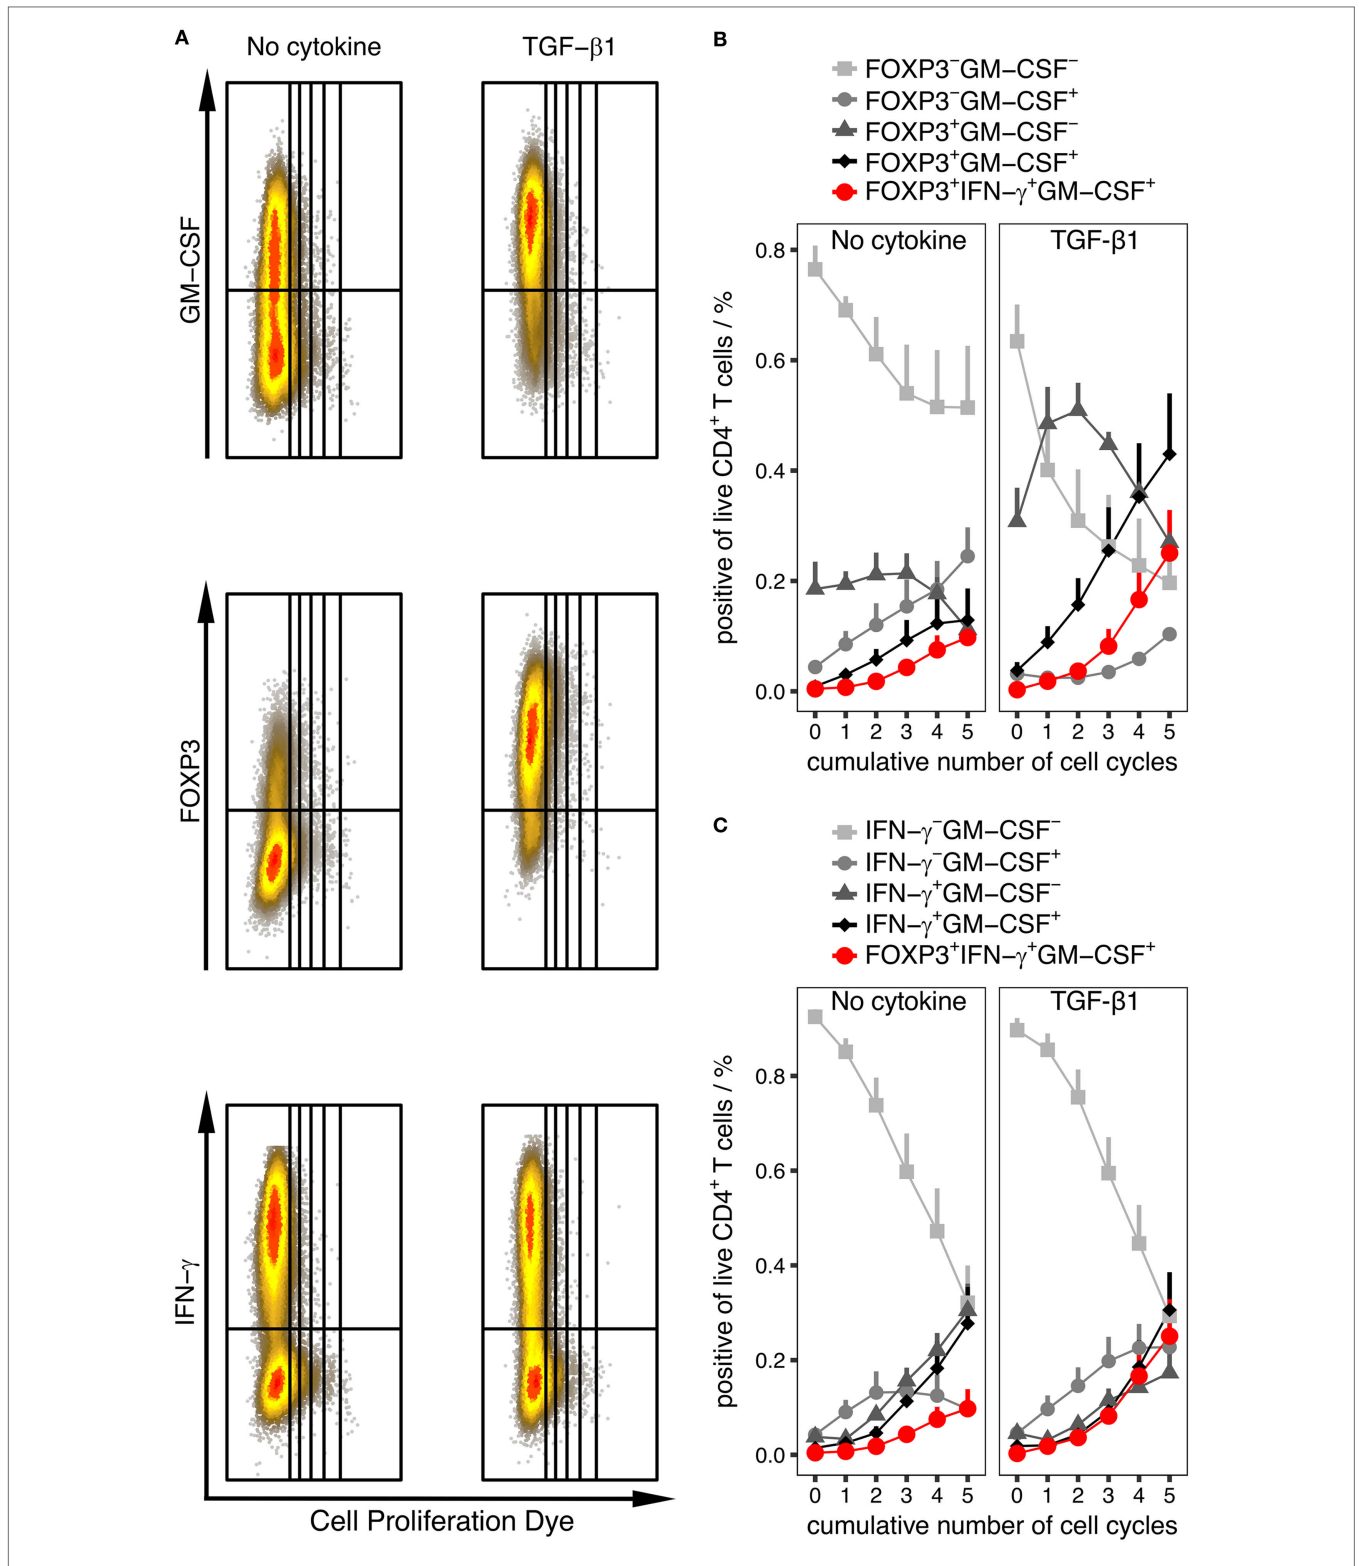 A
No cytokine
TGF−β1
GM−CSF
FOXP3
IFN−γ
Cell Proliferation Dye
B
FOXP3⁻GM−CSF⁻
FOXP3⁻GM−CSF⁺
FOXP3⁺GM−CSF⁻
FOXP3⁺GM−CSF⁺
FOXP3⁺IFN−γ⁺GM−CSF⁺
No cytokine
TGF-β1
positive of live CD4⁺ T cells / %
0.8
0.6
0.4
0.2
0.0
0 1 2 3 4 5
0 1 2 3 4 5
cumulative number of cell cycles
C
IFN−γ⁻GM−CSF⁻
IFN−γ⁻GM−CSF⁺
IFN−γ⁺GM−CSF⁻
IFN−γ⁺GM−CSF⁺
FOXP3⁺IFN−γ⁺GM−CSF⁺
No cytokine
TGF-β1
positive of live CD4⁺ T cells / %
0.8
0.6
0.4
0.2
0.0
0 1 2 3 4 5
0 1 2 3 4 5
cumulative number of cell cycles